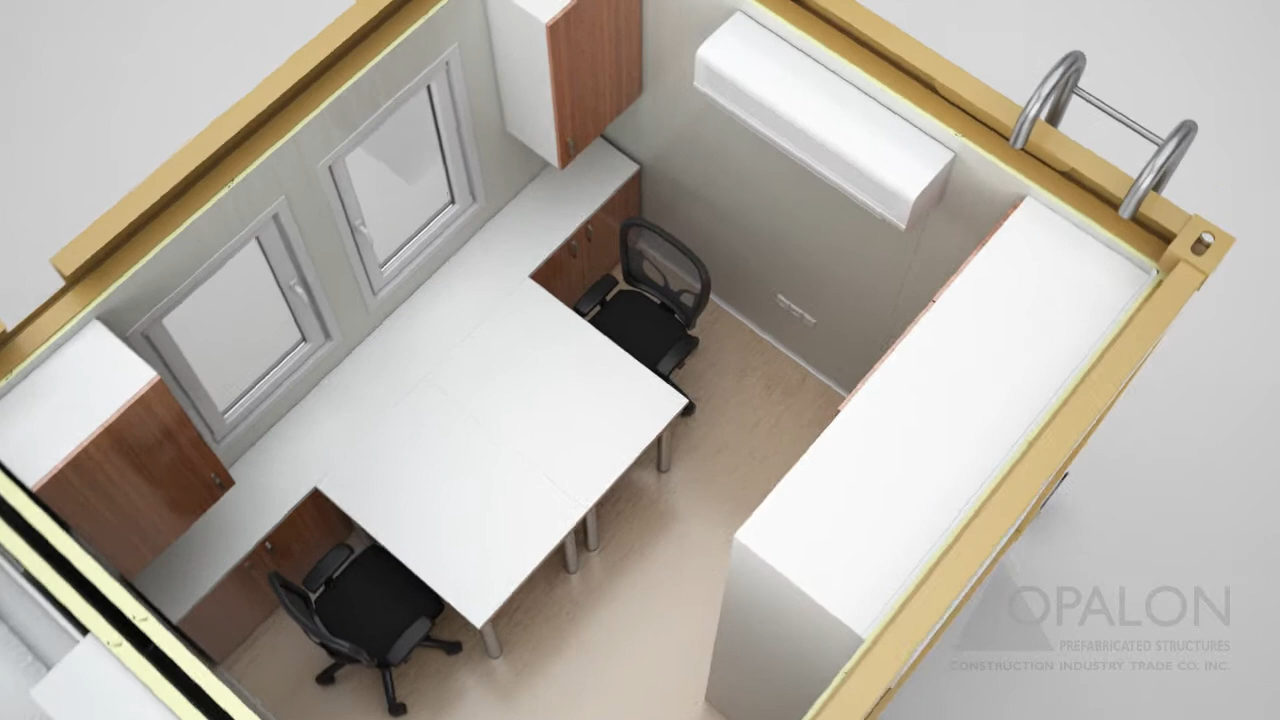 OPALON
PREFABRICATED STRUCTURES
CONSTRUCTION INDUSTRY TRADE CO. INC.